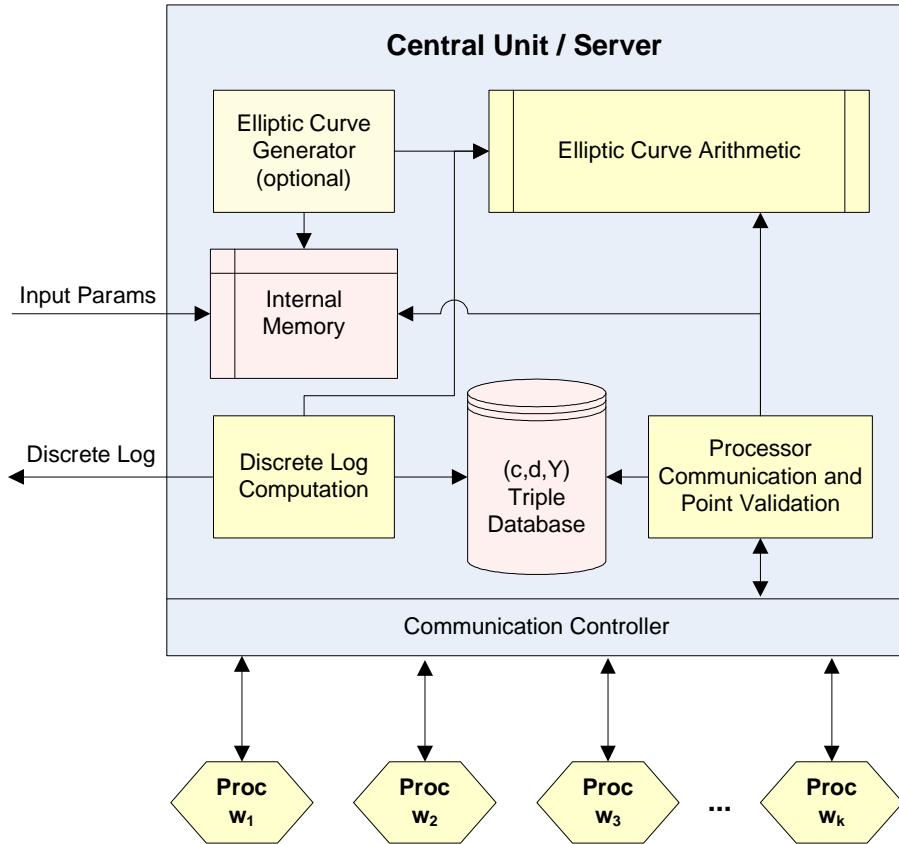 Central Unit / Server
Elliptic Curve
Generator
(optional)
Elliptic Curve Arithmetic
Input Params
Internal
Memory
Discrete Log
Discrete Log
Computation
(c,d,Y)
Triple
Database
Processor
Communication and
Point Validation
Communication Controller
Proc
w1
Proc
w2
Proc
w3
...
Proc
wk